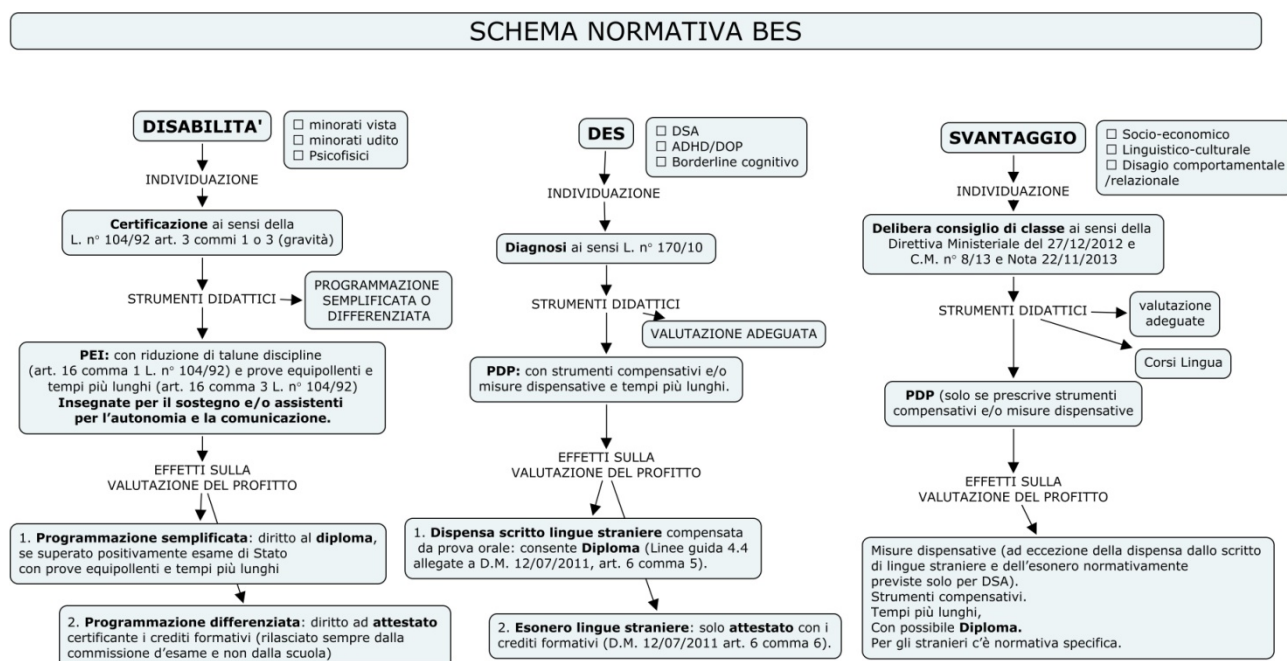 SCHEMA NORMATIVA BES
DISABILITA'
□ minorati vista
□ minorati udito
□ Psicofisici
INDIVIDUAZIONE
Certificazione ai sensi della
L. n° 104/92 art. 3 commi 1 o 3 (gravità)
STRUMENTI DIDATTICI
PROGRAMMAZIONE
SEMPLIFICATA O
DIFFERENZIATA
PEI: con riduzione di talune discipline
(art. 16 comma 1 L. n° 104/92) e prove equipollenti e
tempi più lunghi (art. 16 comma 3 L. n° 104/92)
Insegnate per il sostegno e/o assistenti
per l'autonomia e la comunicazione.
EFFETTI SULLA
VALUTAZIONE DEL PROFITTO
1. Programmazione semplificata: diritto al diploma,
se superato positivamente esame di Stato
con prove equipollenti e tempi più lunghi
2. Programmazione differenziata: diritto ad attestato
certificante i crediti formativi (rilasciato sempre dalla
commissione d'esame e non dalla scuola)
DES
□ DSA
□ ADHD/DOP
□ Borderline cognitivo
INDIVIDUAZIONE
Diagnosi ai sensi L. n° 170/10
STRUMENTI DIDATTICI
VALUTAZIONE ADEGUATA
PDP: con strumenti compensativi e/o
misure dispensative e tempi più lunghi.
EFFETTI SULLA
VALUTAZIONE DEL PROFITTO
1. Dispensa scritto lingue straniere compensata
da prova orale: consente Diploma (Linee guida 4.4
allegate a D.M. 12/07/2011, art. 6 comma 5).
2. Esonero lingue straniere: solo attestato con i
crediti formativi (D.M. 12/07/2011 art. 6 comma 6).
SVANTAGGIO
□ Socio-economico
□ Linguistico-culturale
□ Disagio comportamentale
/relazionale
INDIVIDUAZIONE
Delibera consiglio di classe ai sensi della
Direttiva Ministeriale del 27/12/2012 e
C.M. n° 8/13 e Nota 22/11/2013
STRUMENTI DIDATTICI
valutazione
adeguate
Corsi Lingua
PDP (solo se prescrive strumenti
compensativi e/o misure dispensative
EFFETTI SULLA
VALUTAZIONE DEL PROFITTO
Misure dispensative (ad eccezione della dispensa dallo scritto
di lingue straniere e dell'esonero normativamente
previste solo per DSA).
Strumenti compensativi.
Tempi più lunghi,
Con possibile Diploma.
Per gli stranieri c'è normativa specifica.